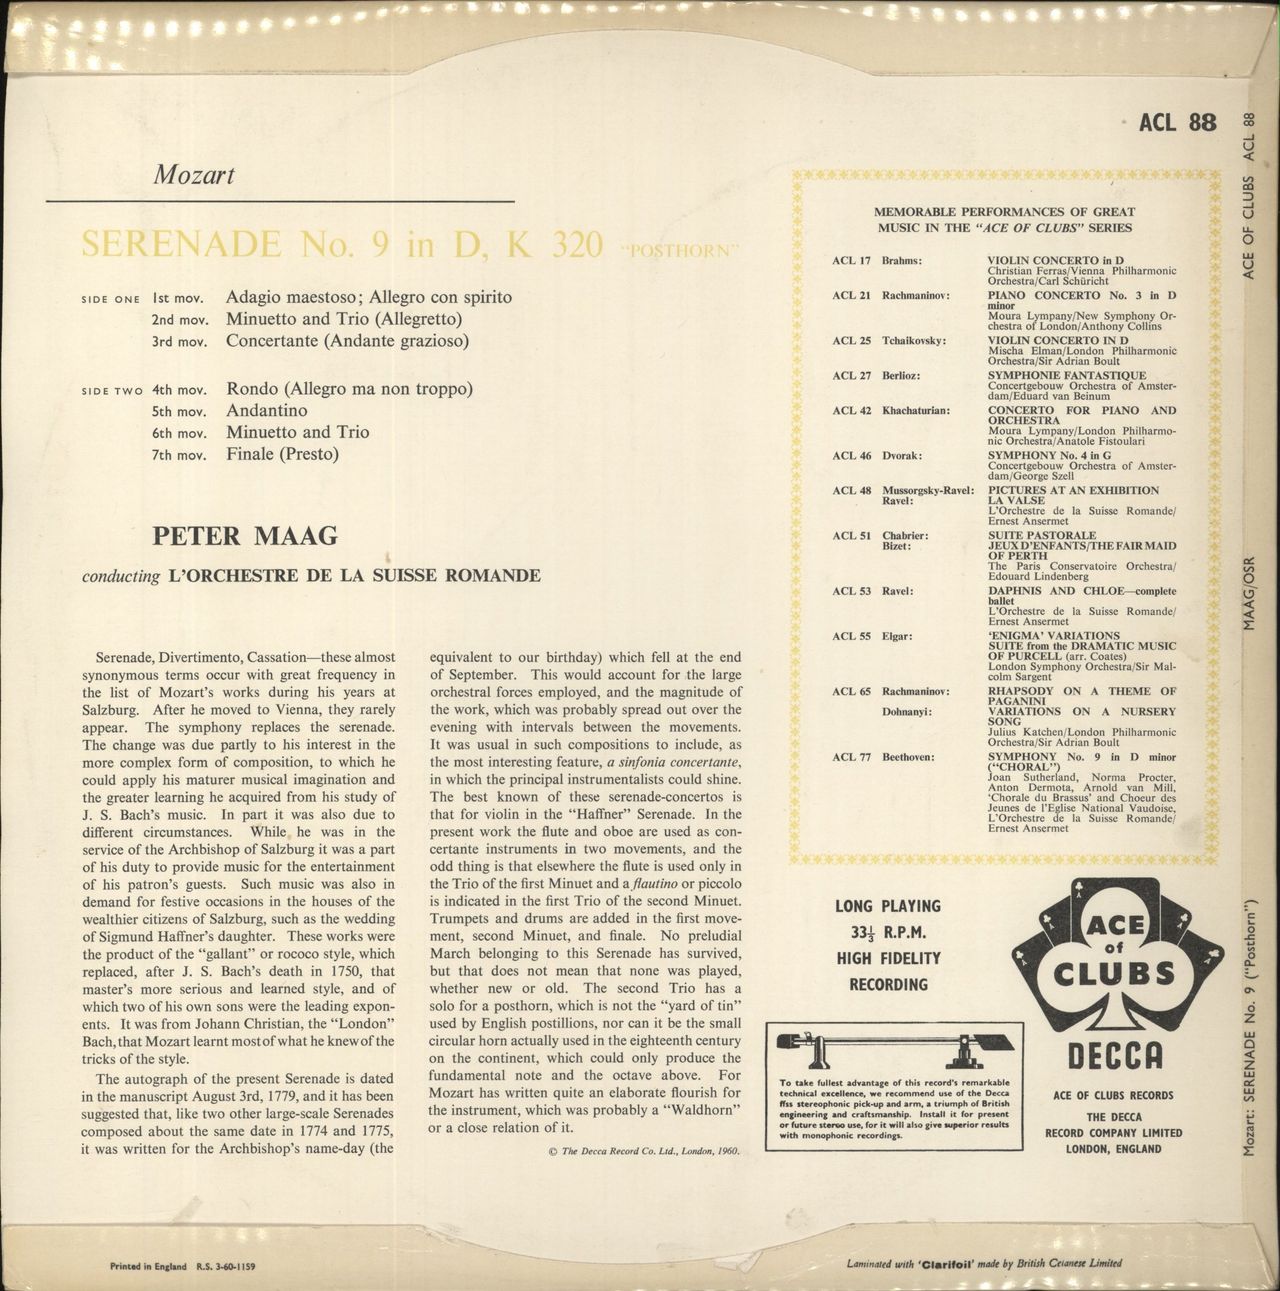 ACL 88
Mozart
SERENADE No. 9 in D, K 320 “POSTHORN”
SIDE ONE 1st mov. Adagio maestoso; Allegro con spirito
2nd mov. Minuetto and Trio (Allegretto)
3rd mov. Concertante (Andante grazioso)
SIDE TWO 4th mov. Rondo (Allegro ma non troppo)
5th mov. Andantino
6th mov. Minuetto and Trio
7th mov. Finale (Presto)
PETER MAAG
conducting L’ORCHESTRE DE LA SUISSE ROMANDE
Serenade, Divertimento, Cassation—these almost
synonymous terms occur with great frequency in
the list of Mozart’s works during his years at
Salzburg. After he moved to Vienna, they rarely
appear. The symphony replaces the serenade.
The change was due partly to his interest in the
more complex form of composition, to which he
could apply his maturer musical imagination and
the greater learning he acquired from his study of
J. S. Bach’s music. In part it was also due to
different circumstances. While he was in the
service of the Archbishop of Salzburg it was a part
of his duty to provide music for the entertainment
of his patron’s guests. Such music was also in
demand for festive occasions in the houses of the
wealthier citizens of Salzburg, such as the wedding
of Sigmund Haffner’s daughter. These works were
the product of the “gallant” or rococo style, which
replaced, after J. S. Bach’s death in 1750, that
master’s more serious and learned style, and of
which two of his own sons were the leading expon-
ents. It was from Johann Christian, the “London”
Bach, that Mozart learnt most of what he knew of the
tricks of the style.
The autograph of the present Serenade is dated
in the manuscript August 3rd, 1779, and it has been
suggested that, like two other large-scale Serenades
composed about the same date in 1774 and 1775,
it was written for the Archbishop’s name-day (the
equivalent to our birthday) which fell at the end
of September. This would account for the large
orchestral forces employed, and the magnitude of
the work, which was probably spread out over the
evening with intervals between the movements.
It was usual in such compositions to include, as
the most interesting feature, a sinfonia concertante,
in which the principal instrumentalists could shine.
The best known of these serenade-concertos is
that for violin in the “Haffner” Serenade. In the
present work the flute and oboe are used as con-
certante instruments in two movements, and the
odd thing is that elsewhere the flute is used only in
the Trio of the first Minuet and a flautino or piccolo
is indicated in the first Trio of the second Minuet.
Trumpets and drums are added in the first move-
ment, second Minuet, and finale. No preludial
March belonging to this Serenade has survived,
but that does not mean that none was played,
whether new or old. The second Trio has a
solo for a posthorn, which is not the “yard of tin”
used by English postillions, nor can it be the small
circular horn actually used in the eighteenth century
on the continent, which could only produce the
fundamental note and the octave above. For
Mozart has written quite an elaborate flourish for
the instrument, which was probably a “Waldhorn”
or a close relation of it.
© The Decca Record Co. Ltd., London, 1960.
MEMORABLE PERFORMANCES OF GREAT
MUSIC IN THE “ACE OF CLUBS” SERIES
ACL 17 Brahms: VIOLIN CONCERTO in D
Christian Ferras/Vienna Philharmonic
Orchestra/Carl Schüricht
ACL 21 Rachmaninov: PIANO CONCERTO No. 3 in D
minor
Moura Lympany/New Symphony Or-
chestra of London/Anthony Collins
ACL 25 Tchaikovsky: VIOLIN CONCERTO IN D
Mischa Elman/London Philharmonic
Orchestra/Sir Adrian Boult
ACL 27 Berlioz: SYMPHONIE FANTASTIQUE
Concertgebouw Orchestra of Amster-
dam/Eduard van Beinum
ACL 42 Khachaturian: CONCERTO FOR PIANO AND
ORCHESTRA
Moura Lympany/London Philharmo-
nic Orchestra/Anatole Fistoulari
ACL 46 Dvorak: SYMPHONY No. 4 in G
Concertgebouw Orchestra of Amster-
dam/George Szell
ACL 48 Mussorgsky-Ravel: PICTURES AT AN EXHIBITION
Ravel: LA VALSE
L’Orchestre de la Suisse Romande/
Ernest Ansermet
ACL 51 Chabrier: SUITE PASTORALE
Bizet: JEUX D’ENFANTS/THE FAIR MAID
OF PERTH
The Paris Conservatoire Orchestra/
Edouard Lindenberg
ACL 53 Ravel: DAPHNIS AND CHLOE—complete
ballet
L’Orchestre de la Suisse Romande/
Ernest Ansermet
ACL 55 Elgar: ‘ENIGMA’ VARIATIONS
SUITE from the DRAMATIC MUSIC
OF PURCELL (arr. Coates)
London Symphony Orchestra/Sir Mal-
colm Sargent
ACL 65 Rachmaninov: RHAPSODY ON A THEME OF
PAGANINI
Dohnanyi: VARIATIONS ON A NURSERY
SONG
Julius Katchen/London Philharmonic
Orchestra/Sir Adrian Boult
ACL 77 Beethoven: SYMPHONY No. 9 in D minor
(“CHORAL”)
Joan Sutherland, Norma Procter,
Anton Dermota, Arnold van Mill,
‘Chorale du Brassus’ and Choeur des
Jeunes de l’Eglise National Vaudoise,
L’Orchestre de la Suisse Romande/
Ernest Ansermet
LONG PLAYING
33⅓ R.P.M.
HIGH FIDELITY
RECORDING
To take fullest advantage of this record’s remarkable
technical excellence, we recommend use of the Decca
ffss stereophonic pick-up and arm, a triumph of British
engineering and craftsmanship. Install it for present
or future stereo use, for it will also give superior results
with monophonic recordings.
ACE
of
CLUBS
DECCA
ACE OF CLUBS RECORDS
THE DECCA
RECORD COMPANY LIMITED
LONDON, ENGLAND
Mozart: SERENADE No. 9 (“Posthorn”) MAAG/OSR ACE OF CLUBS ACL 88
Printed in England R.S. 3-60-1159
Laminated with ‘Clarifoil’ made by British Celanese Limited